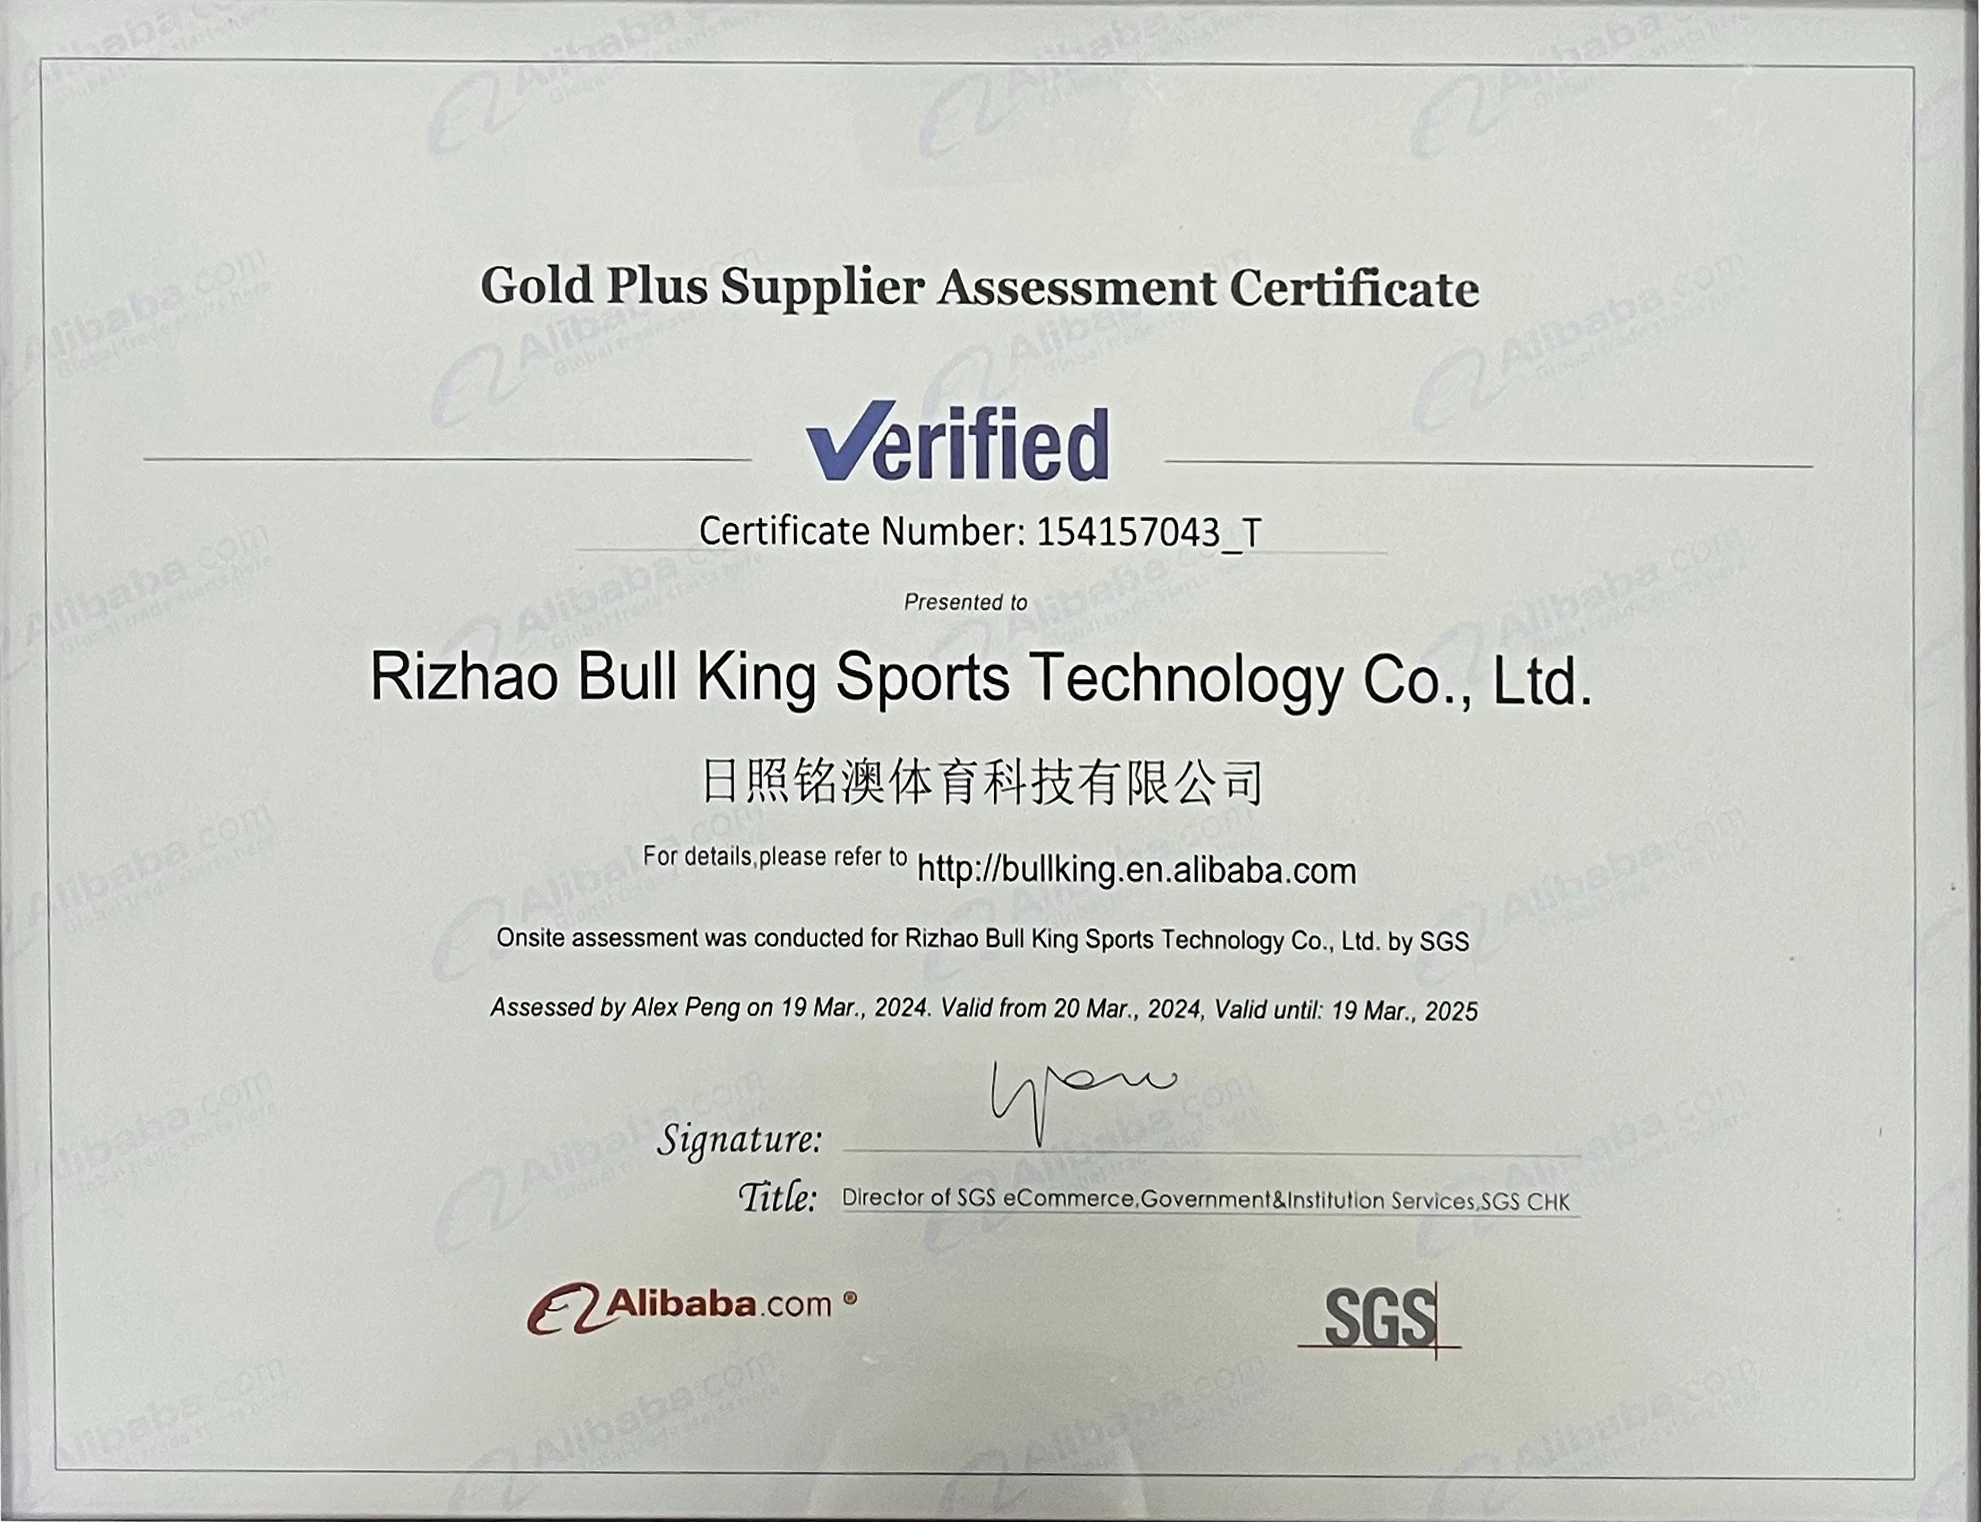 Gold Plus Supplier Assessment Certificate
Verified
Certificate Number: 154157043_T
Presented to
Rizhao Bull King Sports Technology Co., Ltd.
日照铭澳体育科技有限公司
For details,please refer to http://bullking.en.alibaba.com
Onsite assessment was conducted for Rizhao Bull King Sports Technology Co., Ltd. by SGS
Assessed by Alex Peng on 19 Mar., 2024. Valid from 20 Mar., 2024, Valid until: 19 Mar., 2025
Signature:
Title: Director of SGS eCommerce,Government&Institution Services,SGS CHK
Alibaba.com ®
SGS